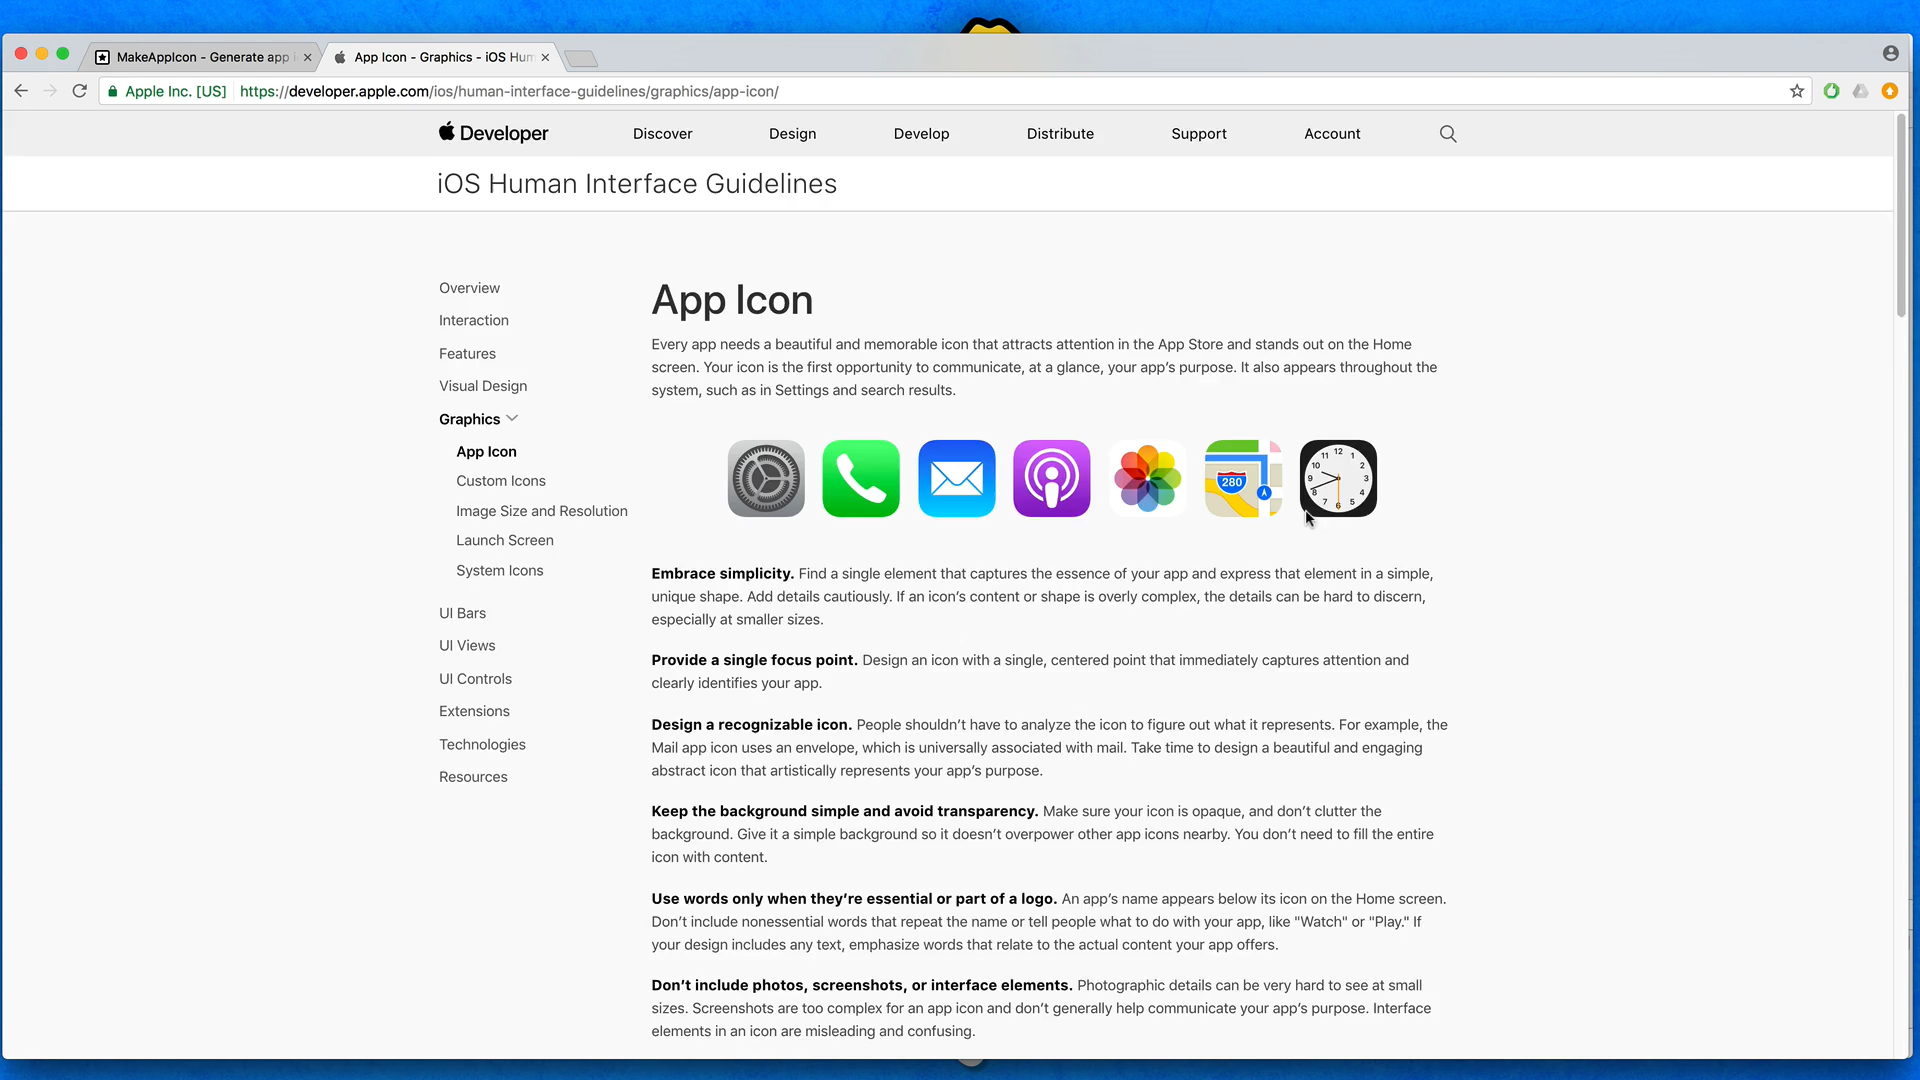 MakeAppIcon - Generate app i
App Icon - Graphics - iOS Hum
Apple Inc. [US]
https://developer.apple.com/ios/human-interface-guidelines/graphics/app-icon/
Developer
Discover
Design
Develop
Distribute
Support
Account
iOS Human Interface Guidelines
Overview
Interaction
Features
Visual Design
Graphics
App Icon
Custom Icons
Image Size and Resolution
Launch Screen
System Icons
UI Bars
UI Views
UI Controls
Extensions
Technologies
Resources
App Icon
Every app needs a beautiful and memorable icon that attracts attention in the App Store and stands out on the Home
screen. Your icon is the first opportunity to communicate, at a glance, your app’s purpose. It also appears throughout the
system, such as in Settings and search results.
280
12
1
2
3
4
5
6
7
8
9
10
11
Embrace simplicity. Find a single element that captures the essence of your app and express that element in a simple,
unique shape. Add details cautiously. If an icon’s content or shape is overly complex, the details can be hard to discern,
especially at smaller sizes.
Provide a single focus point. Design an icon with a single, centered point that immediately captures attention and
clearly identifies your app.
Design a recognizable icon. People shouldn’t have to analyze the icon to figure out what it represents. For example, the
Mail app icon uses an envelope, which is universally associated with mail. Take time to design a beautiful and engaging
abstract icon that artistically represents your app’s purpose.
Keep the background simple and avoid transparency. Make sure your icon is opaque, and don’t clutter the
background. Give it a simple background so it doesn’t overpower other app icons nearby. You don’t need to fill the entire
icon with content.
Use words only when they’re essential or part of a logo. An app’s name appears below its icon on the Home screen.
Don’t include nonessential words that repeat the name or tell people what to do with your app, like "Watch" or "Play." If
your design includes any text, emphasize words that relate to the actual content your app offers.
Don’t include photos, screenshots, or interface elements. Photographic details can be very hard to see at small
sizes. Screenshots are too complex for an app icon and don’t generally help communicate your app’s purpose. Interface
elements in an icon are misleading and confusing.